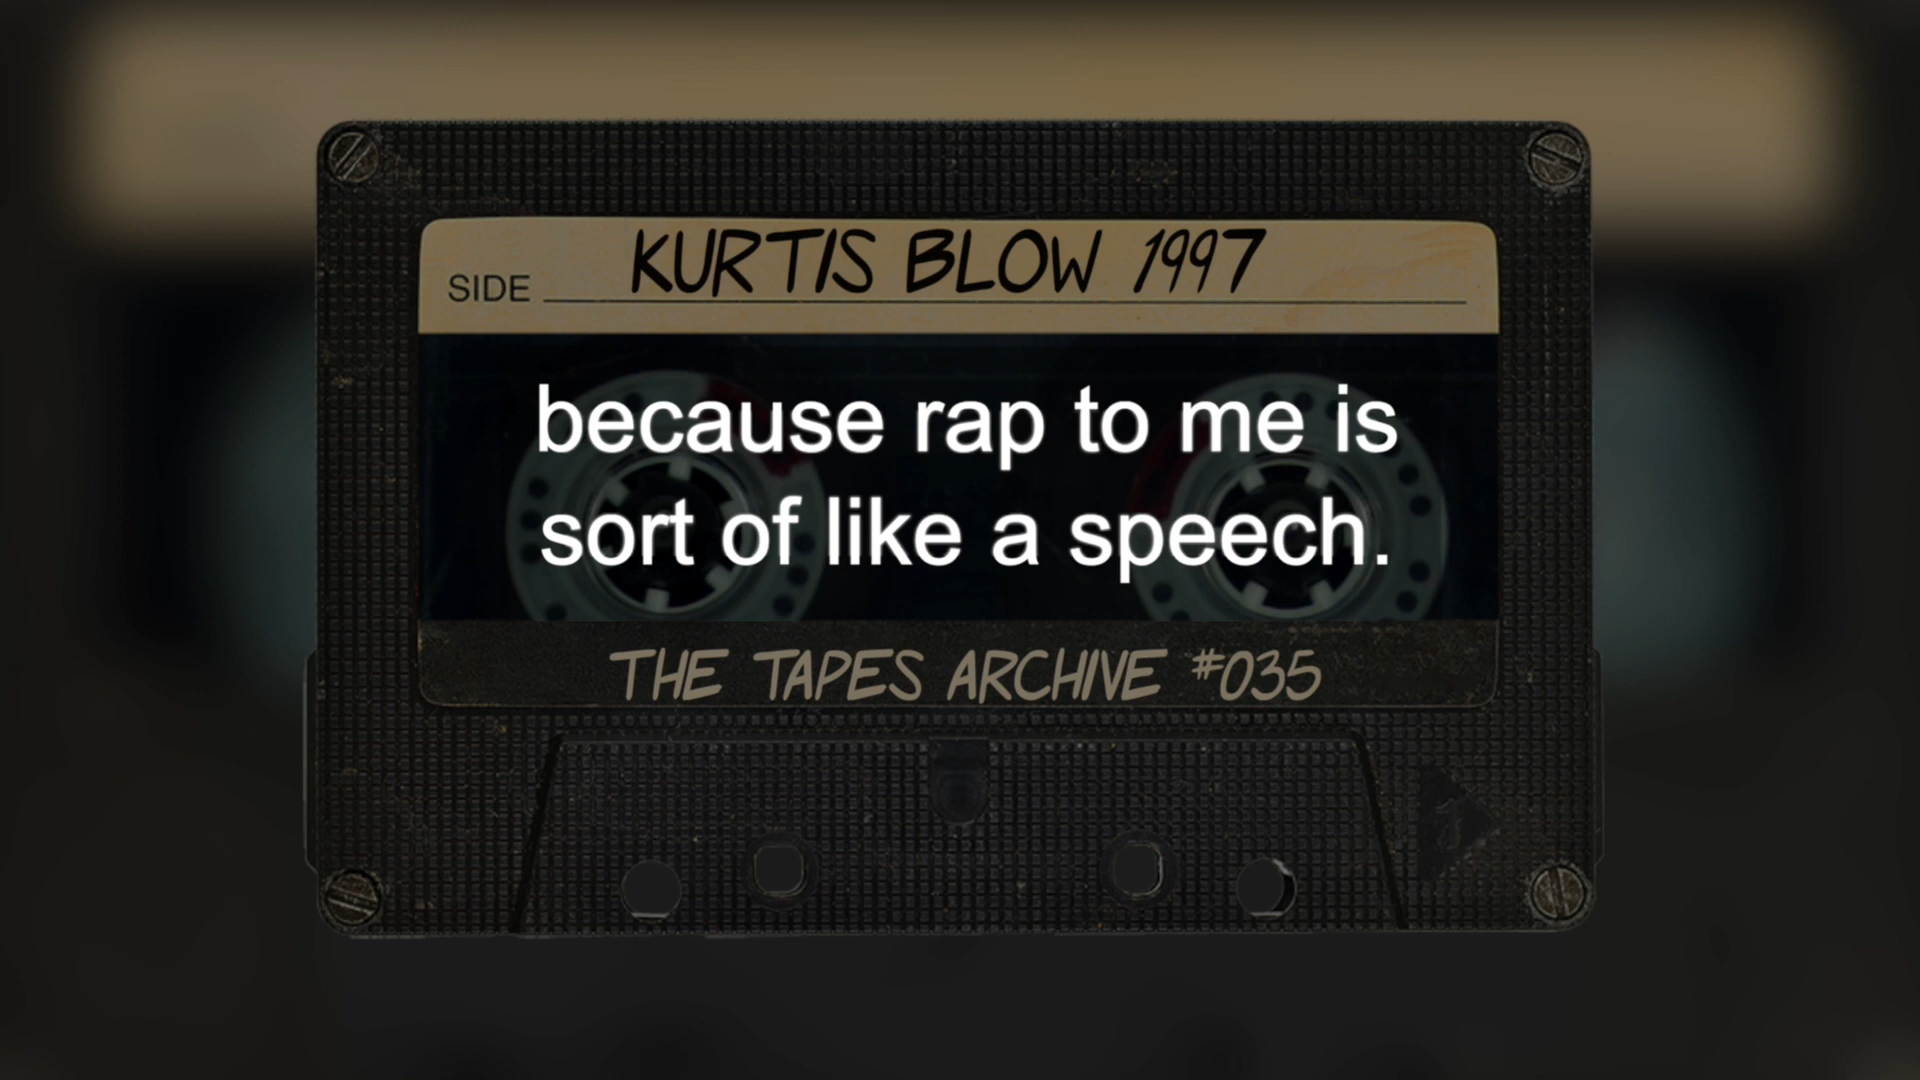 KURTIS BLOW 1997
SIDE
because rap to me is
sort of like a speech.
THE TAPES ARCHIVE #035